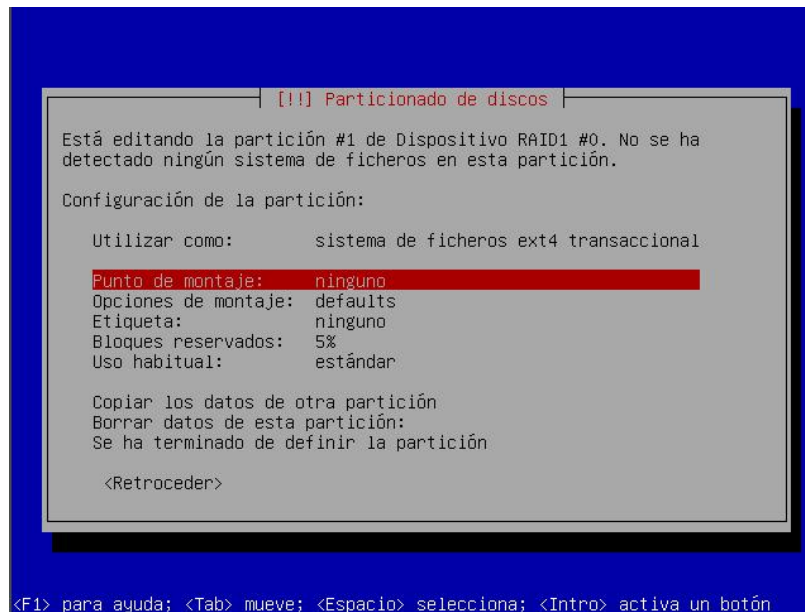 [!!] Particionado de discos
Está editando la partición #1 de Dispositivo RAID1 #0. No se ha
detectado ningún sistema de ficheros en esta partición.
Configuración de la partición:
Utilizar como: sistema de ficheros ext4 transaccional
Punto de montaje: ninguno
Opciones de montaje: defaults
Etiqueta: ninguno
Bloques reservados: 5%
Uso habitual: estándar
Copiar los datos de otra partición
Borrar datos de esta partición:
Se ha terminado de definir la partición
<Retroceder>
<F1> para ayuda; <Tab> mueve; <Espacio> selecciona; <Intro> activa un botón